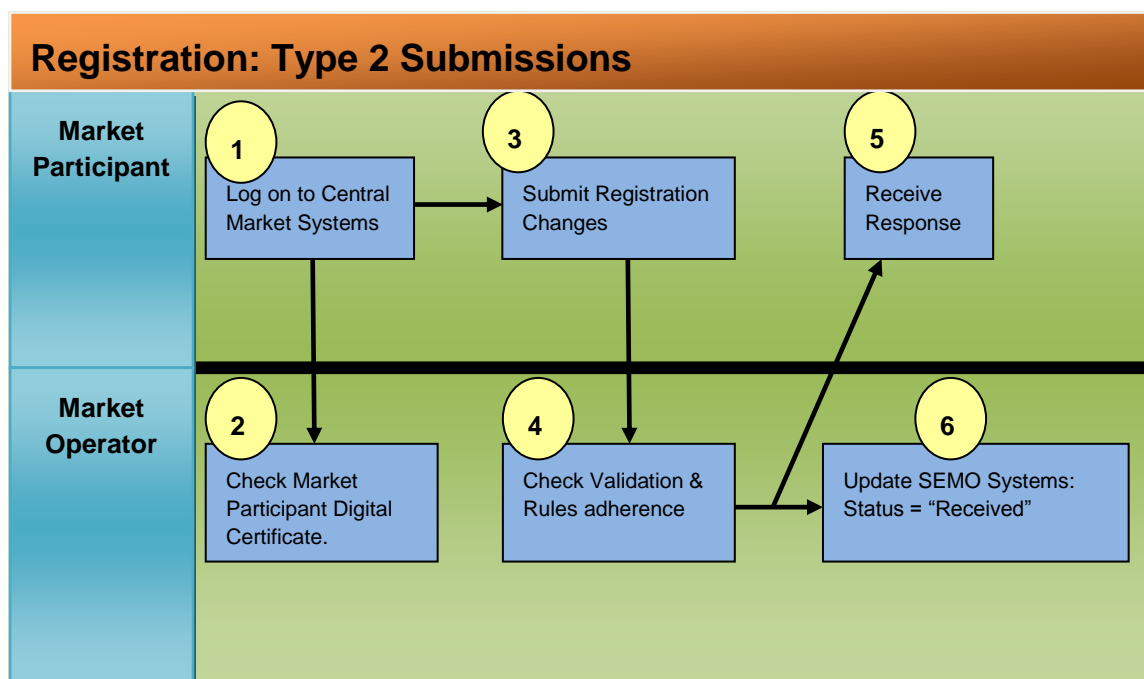 Registration: Type 2 Submissions
Market
Participant
1
Log on to Central
Market Systems
3
Submit Registration
Changes
5
Receive
Response
Market
Operator
2
Check Market
Participant Digital
Certificate.
4
Check Validation &
Rules adherence
6
Update SEMO Systems:
Status = “Received”